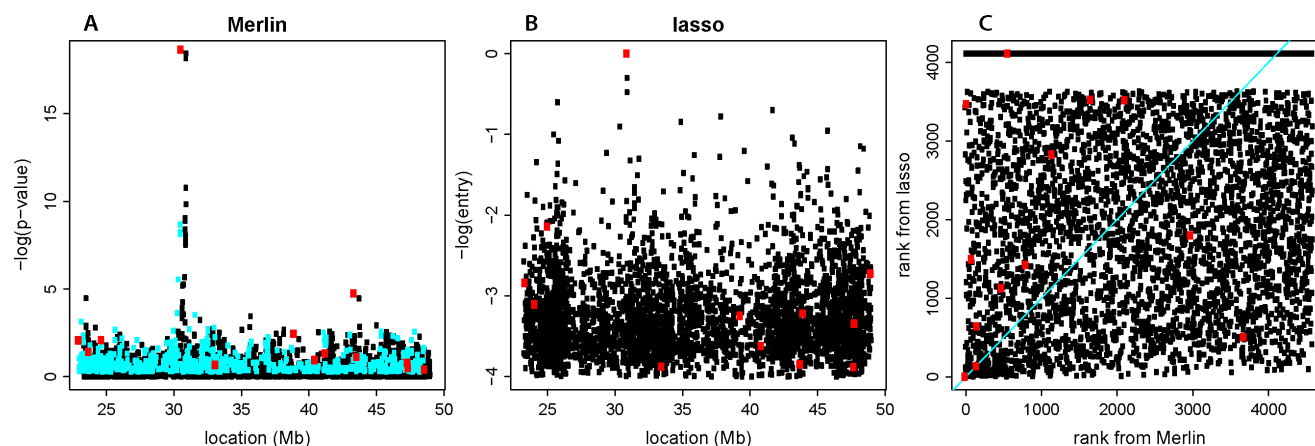 A Merlin
−log(p−value)
15
10
5
0
25 30 35 40 45 50
location (Mb)
B lasso
−log(entry)
−0
−1
−2
−3
−4
25 30 35 40 45 50
location (Mb)
C
rank from lasso
4000
3000
2000
1000
0
0 1000 2000 3000 4000
rank from Merlin